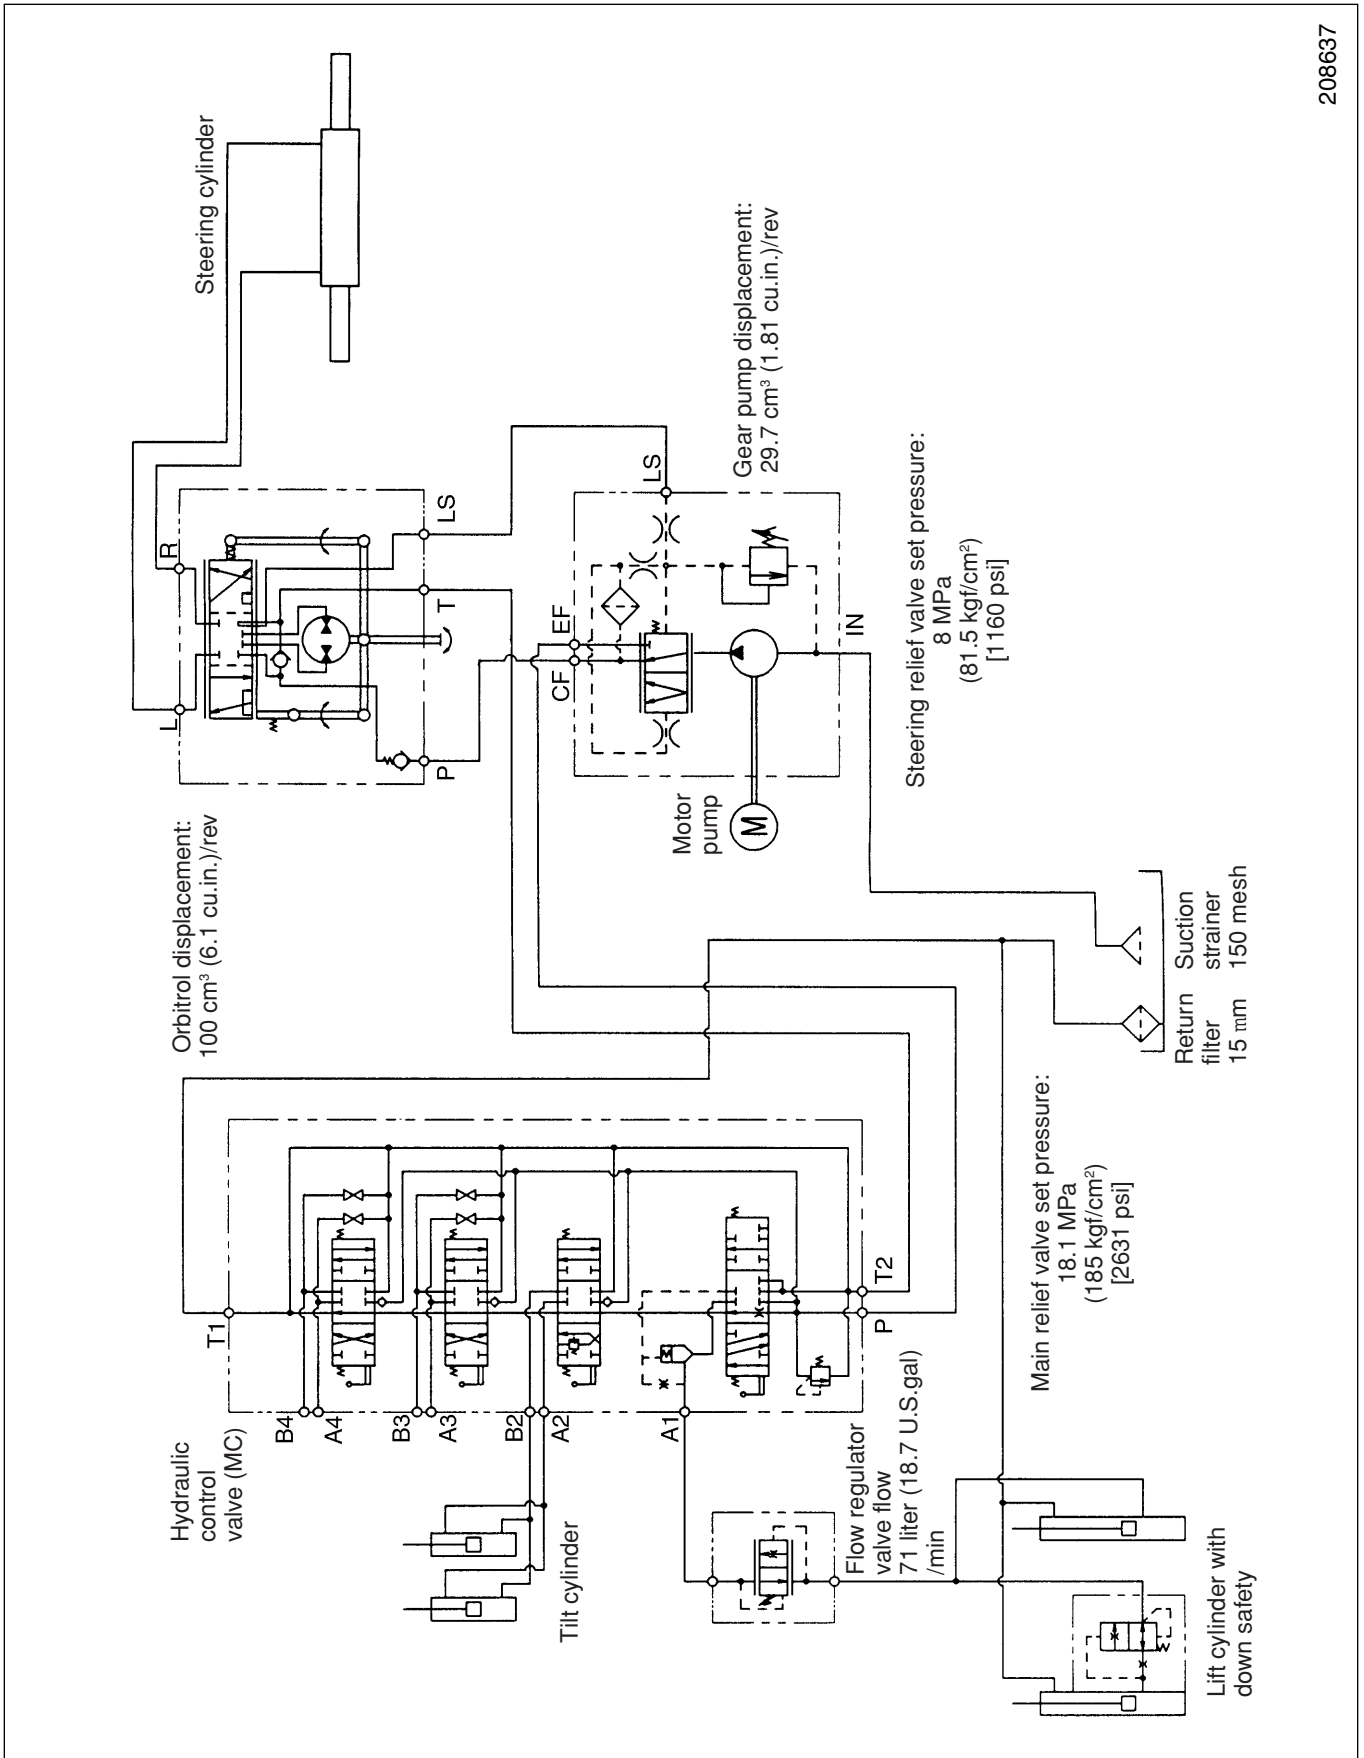 Steering cylinder
Orbitrol displacement:
100 cm³ (6.1 cu.in.)/rev
L
R
P
T
LS
Gear pump displacement:
29.7 cm³ (1.81 cu.in.)/rev
CF
EF
LS
IN
Motor
pump
M
Steering relief valve set pressure:
8 MPa
(81.5 kgf/cm²)
[1160 psi]
Hydraulic
control
valve (MC)
T1
B4
A4
B3
A3
B2
A2
A1
P
T2
Return
filter
15 mm
Suction
strainer
150 mesh
Main relief valve set pressure:
18.1 MPa
(185 kgf/cm²)
[2631 psi]
Tilt cylinder
Flow regulator
valve flow
71 liter (18.7 U.S.gal)
/min
Lift cylinder with
down safety
208637